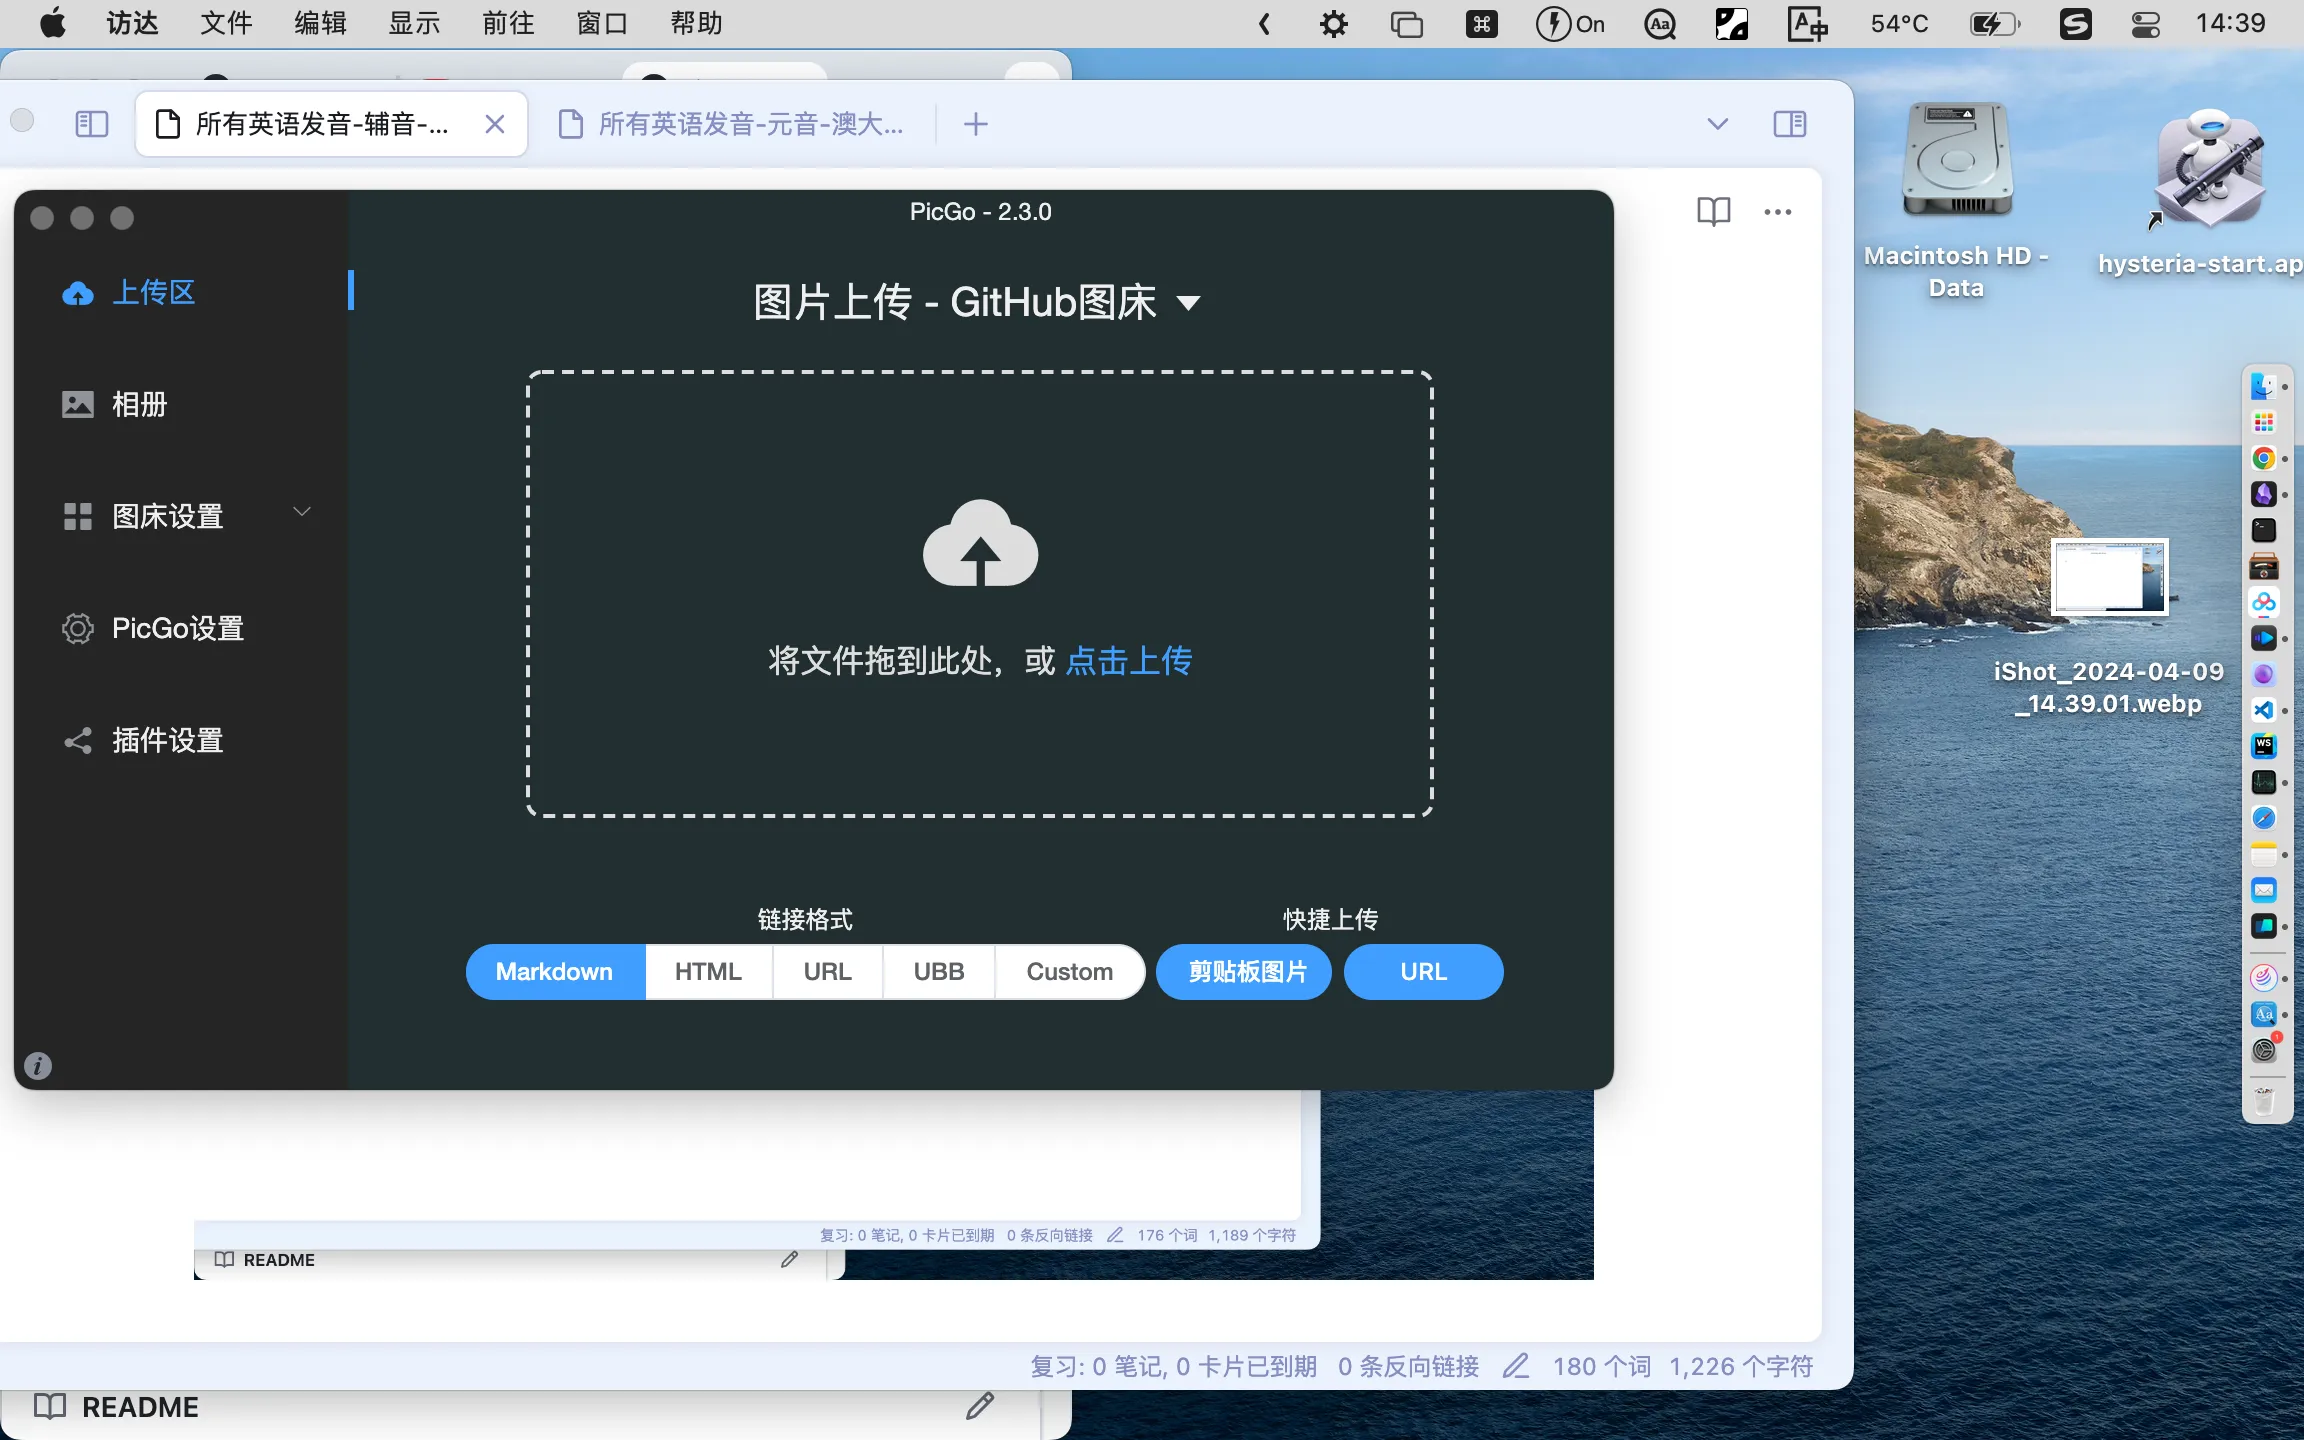 访达 文件 编辑 显示 前往 窗口 帮助 On 54°C 14:39
所有英语发音-辅音-... 所有英语发音-元音-澳大...
PicGo - 2.3.0
上传区
相册
图床设置
PicGo设置
插件设置
图片上传 - GitHub图床
将文件拖到此处，或 点击上传
链接格式 快捷上传
Markdown HTML URL UBB Custom 剪贴板图片 URL
复习: 0 笔记, 0 卡片已到期 0 条反向链接 176 个词 1,189 个字符
README
复习: 0 笔记, 0 卡片已到期 0 条反向链接 180 个词 1,226 个字符
README
Macintosh HD -
Data
hysteria-start.ap
iShot_2024-04-09
_14.39.01.webp